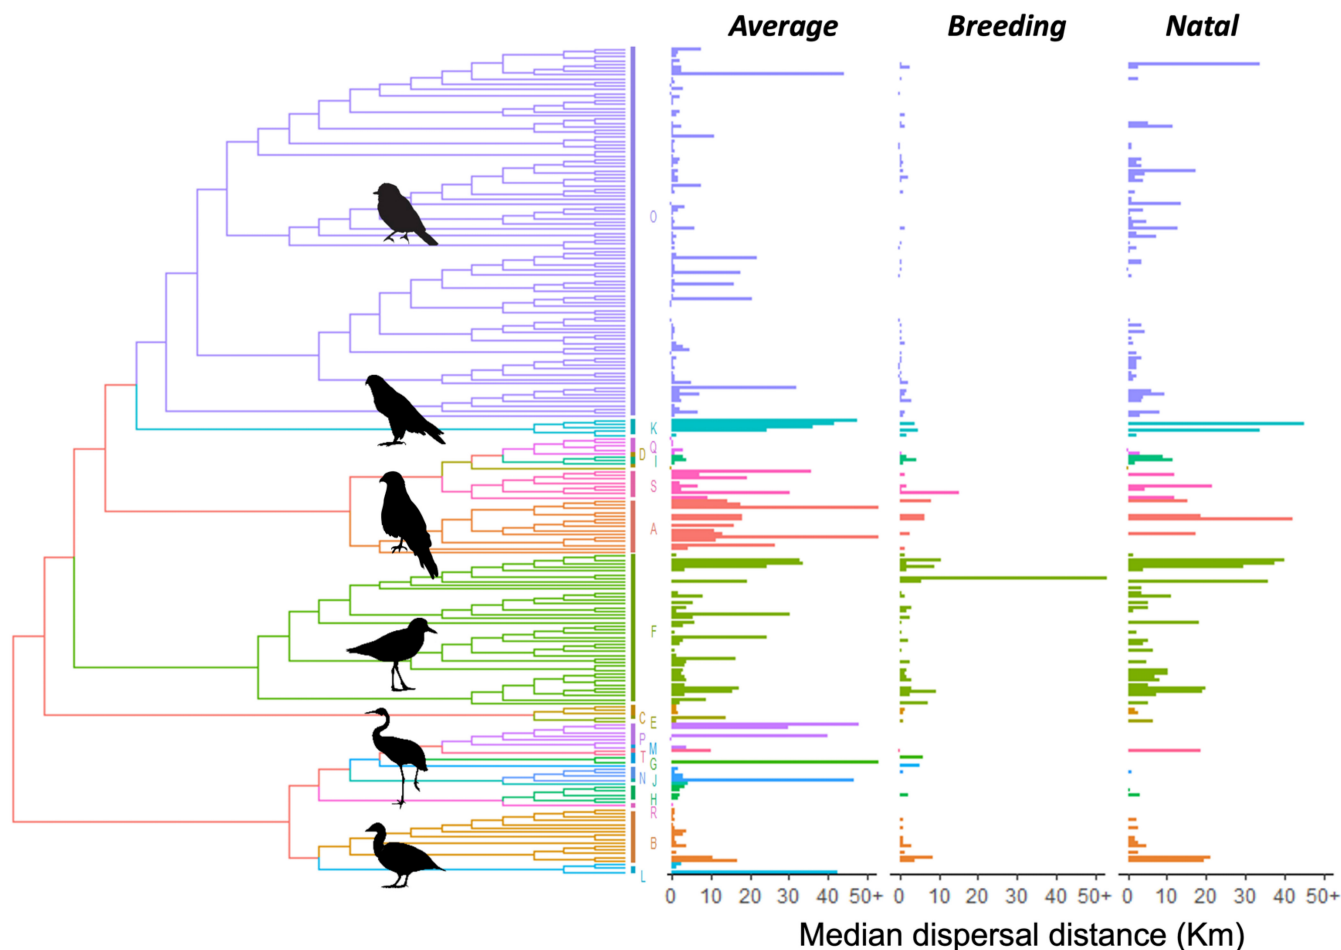 Average Breeding Natal
O
K
Q
D
I
S
A
F
C E
P
M
T
G
N J
H
R
B
L
0 10 20 30 40 50+ 0 10 20 30 40 50+ 0 10 20 30 40 50+
Median dispersal distance (Km)